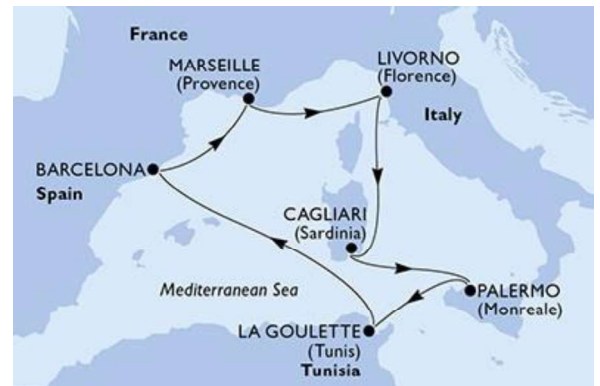 France
MARSEILLE
(Provence)
LIVORNO
(Florence)
Italy
BARCELONA
Spain
CAGLIARI
(Sardinia)
Mediterranean Sea
PALERMO
(Monreale)
LA GOULETTE
(Tunis)
Tunisia